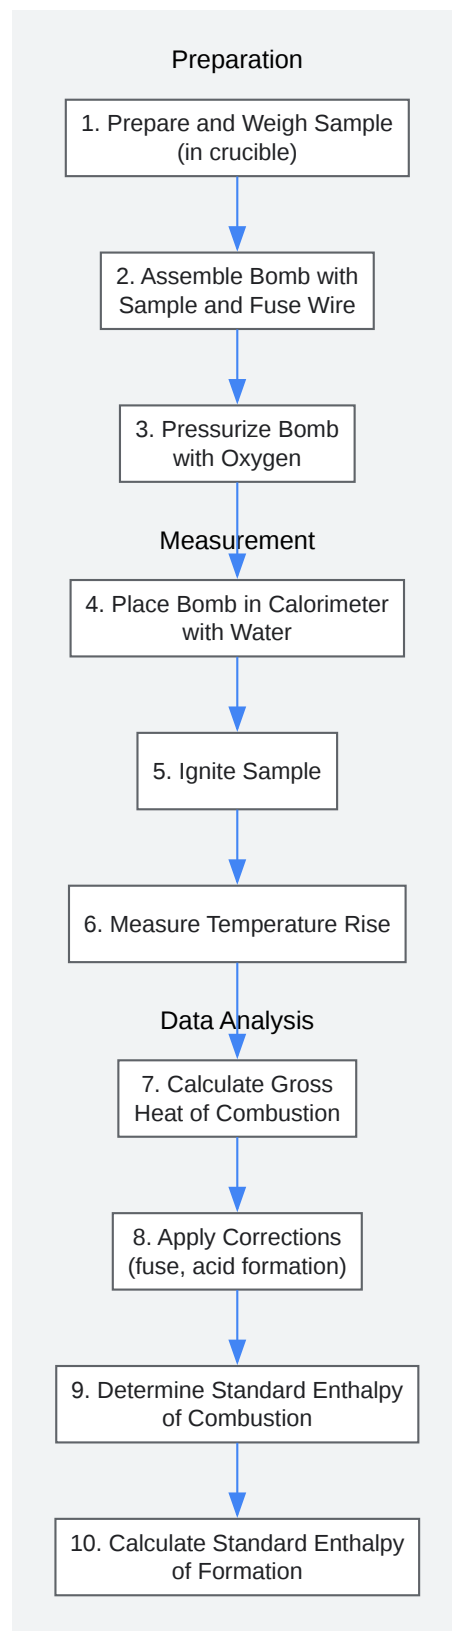 Preparation
1. Prepare and Weigh Sample
(in crucible)
2. Assemble Bomb with
Sample and Fuse Wire
3. Pressurize Bomb
with Oxygen
Measurement
4. Place Bomb in Calorimeter
with Water
5. Ignite Sample
6. Measure Temperature Rise
Data Analysis
7. Calculate Gross
Heat of Combustion
8. Apply Corrections
(fuse, acid formation)
9. Determine Standard Enthalpy
of Combustion
10. Calculate Standard Enthalpy
of Formation